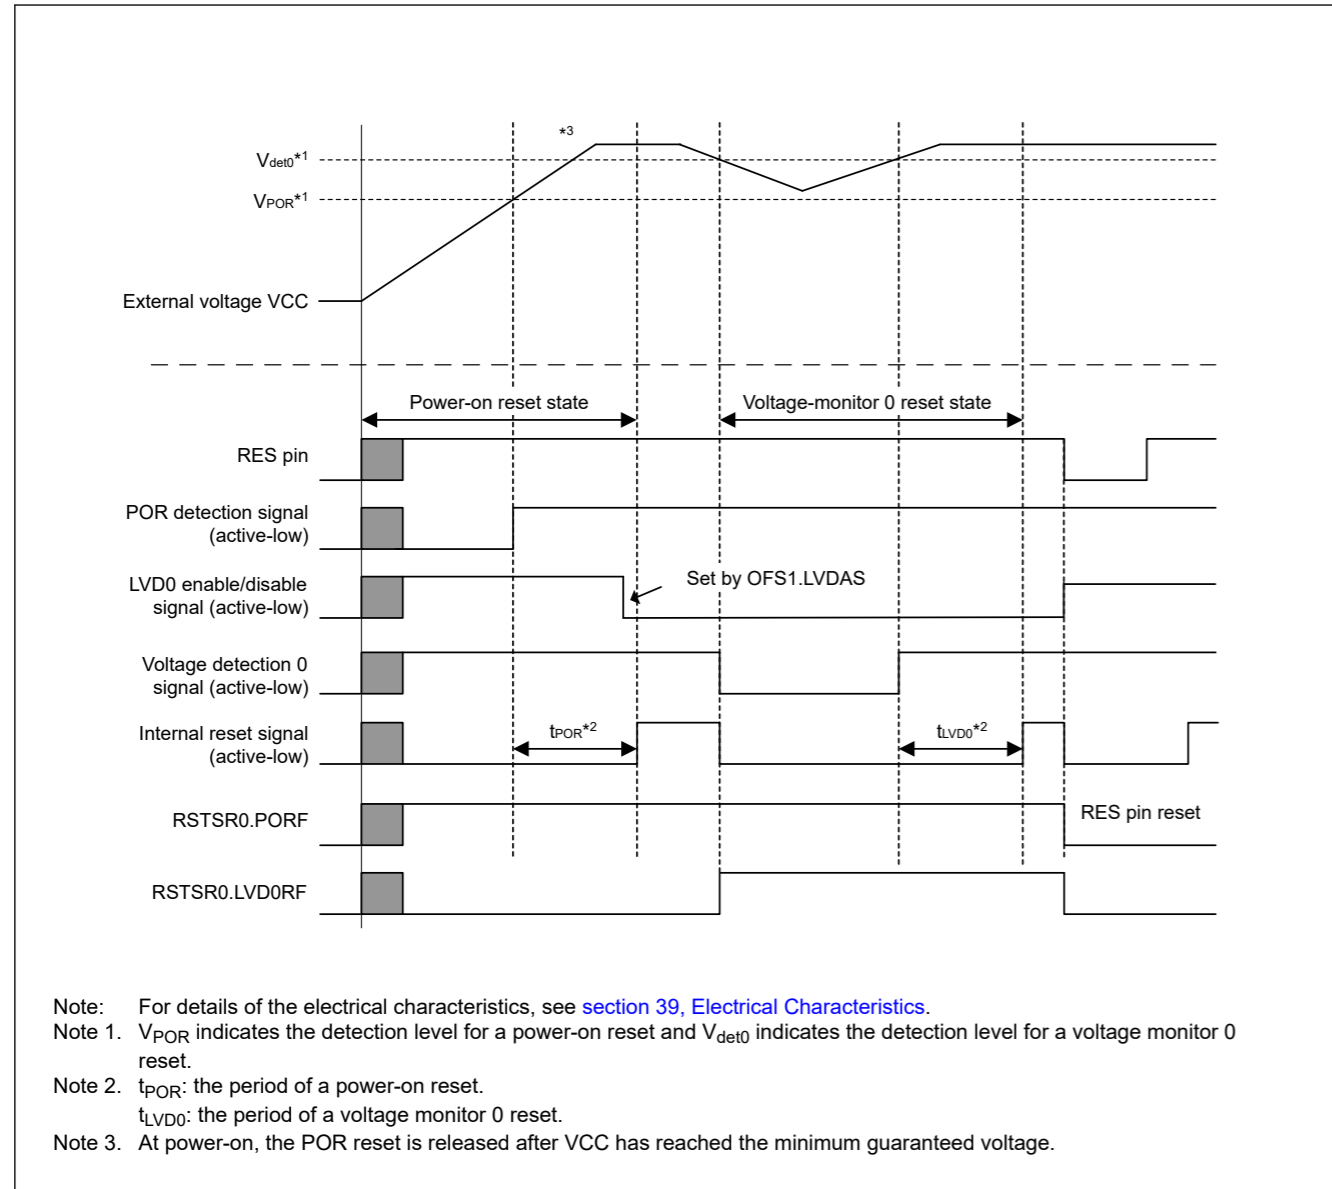 *3
Vdet0*1
VPOR*1
External voltage VCC
Power-on reset state
Voltage-monitor 0 reset state
RES pin
POR detection signal
(active-low)
LVD0 enable/disable
signal (active-low)
Set by OFS1.LVDAS
Voltage detection 0
signal (active-low)
Internal reset signal
(active-low)
tPOR*2
tLVD0*2
RSTSR0.PORF
RES pin reset
RSTSR0.LVD0RF
Note: For details of the electrical characteristics, see section 39, Electrical Characteristics.
Note 1. VPOR indicates the detection level for a power-on reset and Vdet0 indicates the detection level for a voltage monitor 0
reset.
Note 2. tPOR: the period of a power-on reset.
tLVD0: the period of a voltage monitor 0 reset.
Note 3. At power-on, the POR reset is released after VCC has reached the minimum guaranteed voltage.